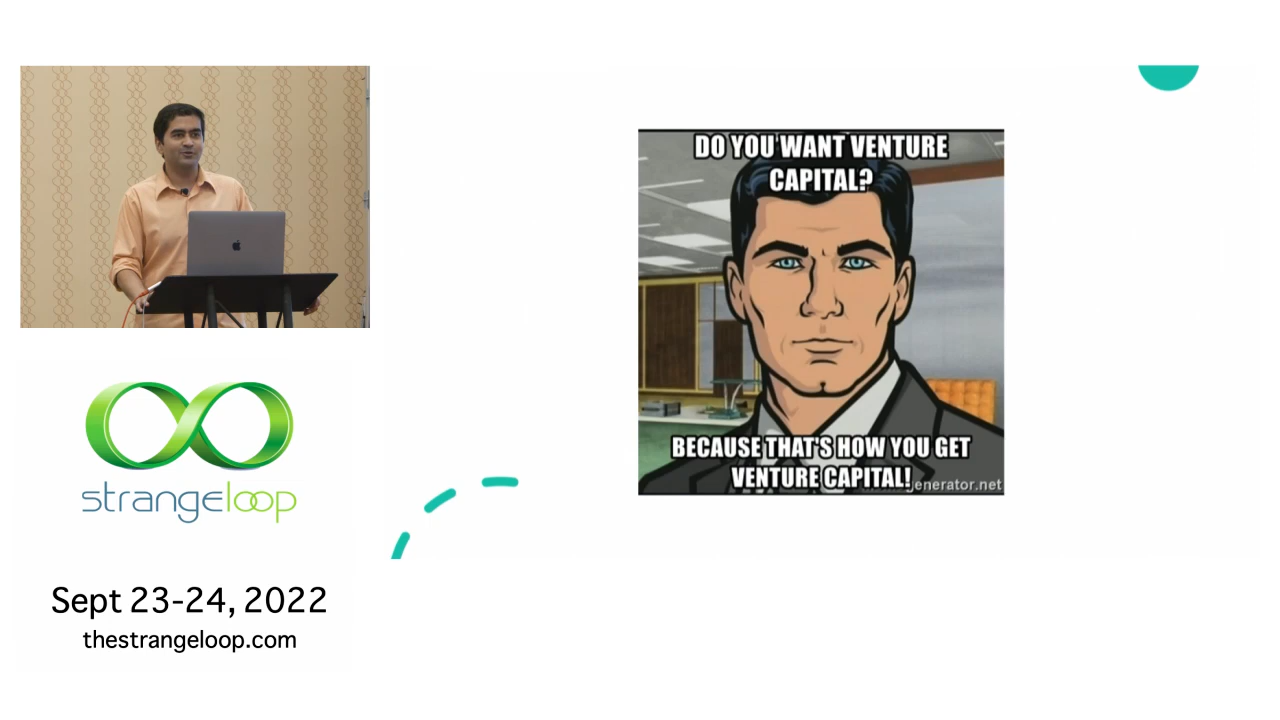 DO YOU WANT VENTURE
CAPITAL?
BECAUSE THAT'S HOW YOU GET
VENTURE CAPITAL!
generator.net
strangeloop
Sept 23-24, 2022
thestrangeloop.com